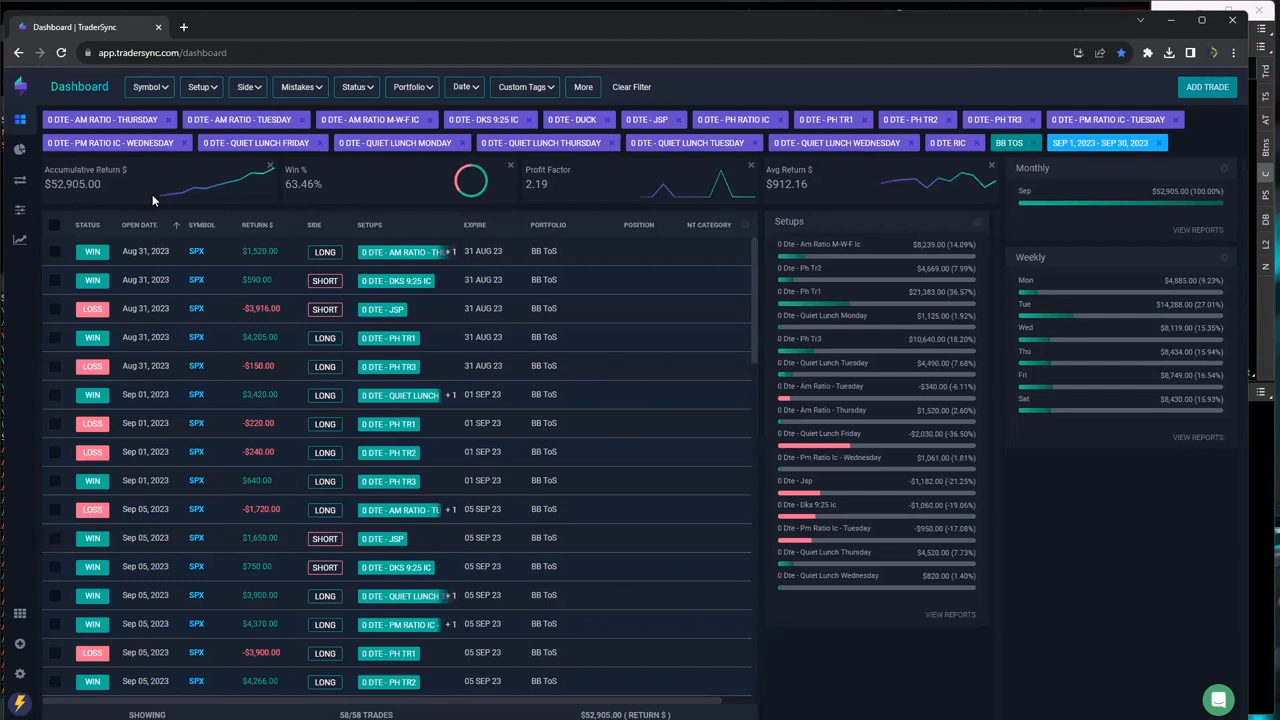 Dashboard | TraderSync
app.tradersync.com/dashboard
Dashboard Symbol Setup Side Mistakes Status Portfolio Date Custom Tags More Clear Filter ADD TRADE
0 DTE - AM RATIO - THURSDAY 0 DTE - AM RATIO - TUESDAY 0 DTE - AM RATIO M-W-F IC 0 DTE - DKS 9:25 IC 0 DTE - DUCK 0 DTE - JSP 0 DTE - PH RATIO IC 0 DTE - PH TR1 0 DTE - PH TR2 0 DTE - PH TR3 0 DTE - PM RATIO IC - TUESDAY
0 DTE - PM RATIO IC - WEDNESDAY 0 DTE - QUIET LUNCH FRIDAY 0 DTE - QUIET LUNCH MONDAY 0 DTE - QUIET LUNCH THURSDAY 0 DTE - QUIET LUNCH TUESDAY 0 DTE - QUIET LUNCH WEDNESDAY 0 DTE RIC BB TOS SEP 1, 2023 - SEP 30, 2023
Accumulative Return $
$52,905.00
Win %
63.46%
Profit Factor
2.19
Avg Return $
$912.16
STATUS OPEN DATE SYMBOL RETURN $ SIDE SETUPS EXPIRE PORTFOLIO POSITION NT CATEGORY
WIN Aug 31, 2023 SPX $1,520.00 LONG 0 DTE - AM RATIO - TH + 1 31 AUG 23 BB ToS
WIN Aug 31, 2023 SPX $590.00 SHORT 0 DTE - DKS 9:25 IC 31 AUG 23 BB ToS
LOSS Aug 31, 2023 SPX -$3,916.00 SHORT 0 DTE - JSP 31 AUG 23 BB ToS
WIN Aug 31, 2023 SPX $4,205.00 LONG 0 DTE - PH TR1 31 AUG 23 BB ToS
LOSS Aug 31, 2023 SPX -$150.00 LONG 0 DTE - PH TR3 31 AUG 23 BB ToS
WIN Sep 01, 2023 SPX $3,420.00 LONG 0 DTE - QUIET LUNCH + 1 01 SEP 23 BB ToS
LOSS Sep 01, 2023 SPX -$220.00 LONG 0 DTE - PH TR1 01 SEP 23 BB ToS
LOSS Sep 01, 2023 SPX -$240.00 LONG 0 DTE - PH TR2 01 SEP 23 BB ToS
WIN Sep 01, 2023 SPX $640.00 LONG 0 DTE - PH TR3 01 SEP 23 BB ToS
LOSS Sep 05, 2023 SPX LONG 0 DTE - AM RATIO - TU + 1 05 SEP 23 BB ToS
WIN Sep 05, 2023 SPX $1,650.00 SHORT 0 DTE - JSP 05 SEP 23 BB ToS
WIN Sep 05, 2023 SPX $750.00 SHORT 0 DTE - DKS 9:25 IC 05 SEP 23 BB ToS
WIN Sep 05, 2023 SPX $3,900.00 LONG 0 DTE - QUIET LUNCH T + 1 05 SEP 23 BB ToS
WIN Sep 05, 2023 SPX $4,370.00 LONG 0 DTE - PM RATIO IC - + 1 05 SEP 23 BB ToS
LOSS Sep 05, 2023 SPX -$3,900.00 LONG 0 DTE - PH TR1 05 SEP 23 BB ToS
WIN Sep 05, 2023 SPX $4,266.00 LONG 0 DTE - PH TR2 05 SEP 23 BB ToS
SHOWING 58/58 TRADES $52,905.00 ( RETURN $ )
Setups
0 Dte - Am Ratio M-W-F Ic $8,239.00 (14.09%)
0 Dte - Ph Tr2 $4,669.00 (7.99%)
0 Dte - Ph Tr1 $21,383.00 (36.57%)
0 Dte - Quiet Lunch Monday $1,125.00 (1.92%)
0 Dte - Ph Tr3 $10,640.00 (18.20%)
0 Dte - Quiet Lunch Tuesday $4,490.00 (7.68%)
0 Dte - Am Ratio - Tuesday -$340.00 (-6.11%)
0 Dte - Am Ratio - Thursday $1,520.00 (2.60%)
0 Dte - Quiet Lunch Friday -$2,030.00 (-36.50%)
0 Dte - Pm Ratio Ic - Wednesday $1,061.00 (1.81%)
0 Dte - Jsp -$1,182.00 (-21.25%)
0 Dte - Dks 9:25 Ic -$1,060.00 (-19.06%)
0 Dte - Pm Ratio Ic - Tuesday -$950.00 (-17.08%)
0 Dte - Quiet Lunch Thursday $4,520.00 (7.73%)
0 Dte - Quiet Lunch Wednesday $820.00 (1.40%)
VIEW REPORTS
Monthly
Sep $52,905.00 (100.00%)
VIEW REPORTS
Weekly
Mon $4,885.00 (9.23%)
Tue $14,288.00 (27.01%)
Wed $8,119.00 (15.35%)
Thu $8,434.00 (15.94%)
Fri $8,749.00 (16.54%)
Sat $8,430.00 (15.93%)
VIEW REPORTS
Trd
TS
AT
Btns
C
PS
DB
L2
N